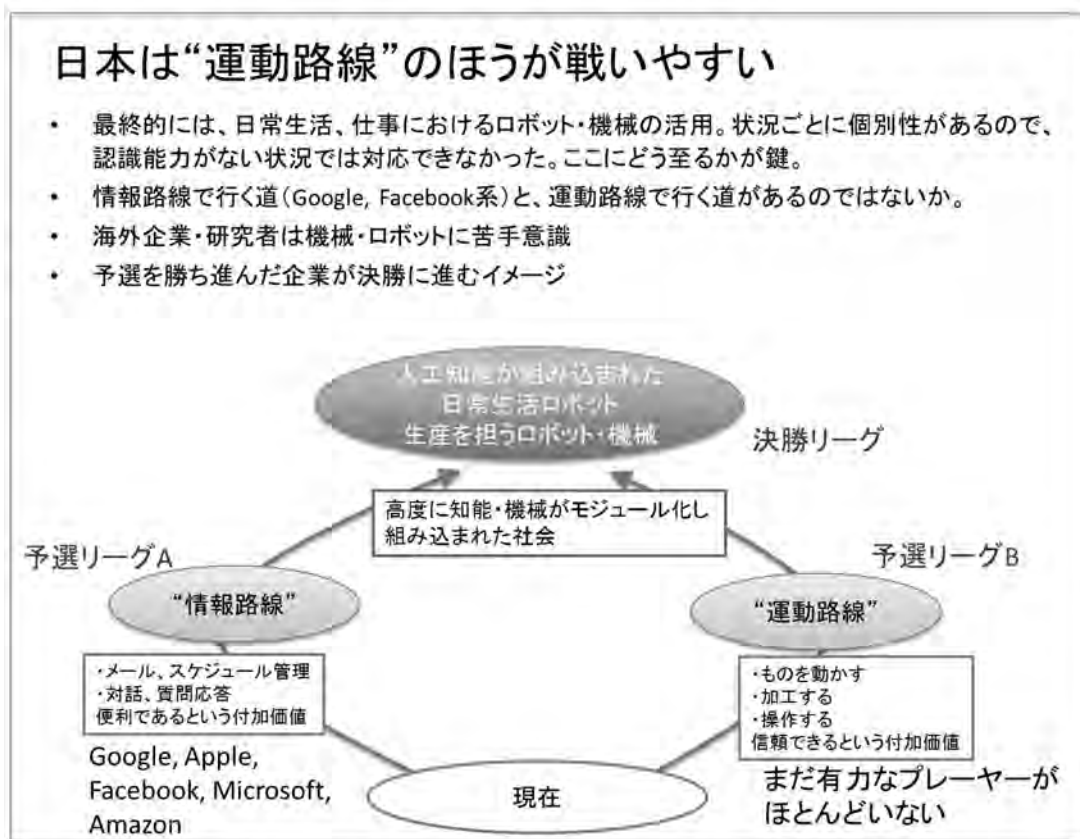 日本は“運動路線”のほうが戦いやすい
・ 最終的には、日常生活、仕事におけるロボット・機械の活用。状況ごとに個別性があるので、
認識能力がない状況では対応できなかった。ここにどう至るかが鍵。
・ 情報路線で行く道（Google, Facebook系）と、運動路線で行く道があるのではないか。
・ 海外企業・研究者は機械・ロボットに苦手意識
・ 予選を勝ち進んだ企業が決勝に進むイメージ
人工知能が組み込まれた
日常生活ロボット
生産を担うロボット・機械
決勝リーグ
高度に知能・機械がモジュール化し
組み込まれた社会
予選リーグA
予選リーグB
“情報路線”
“運動路線”
・メール、スケジュール管理
・対話、質問応答
便利であるという付加価値
・ものを動かす
・加工する
・操作する
信頼できるという付加価値
Google, Apple,
Facebook, Microsoft,
Amazon
現在
まだ有力なプレーヤーが
ほとんどいない